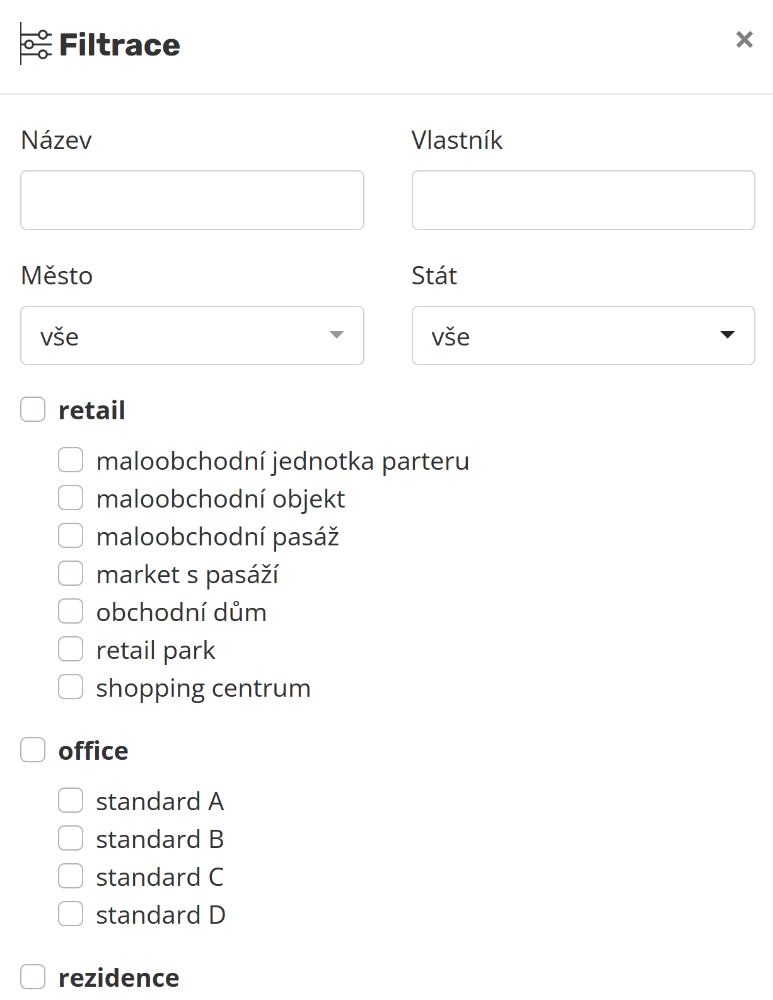 Filtrace
Název
Vlastník
Město
Stát
vše
vše
retail
maloobchodní jednotka parteru
maloobchodní objekt
maloobchodní pasáž
market s pasáží
obchodní dům
retail park
shopping centrum
office
standard A
standard B
standard C
standard D
rezidence